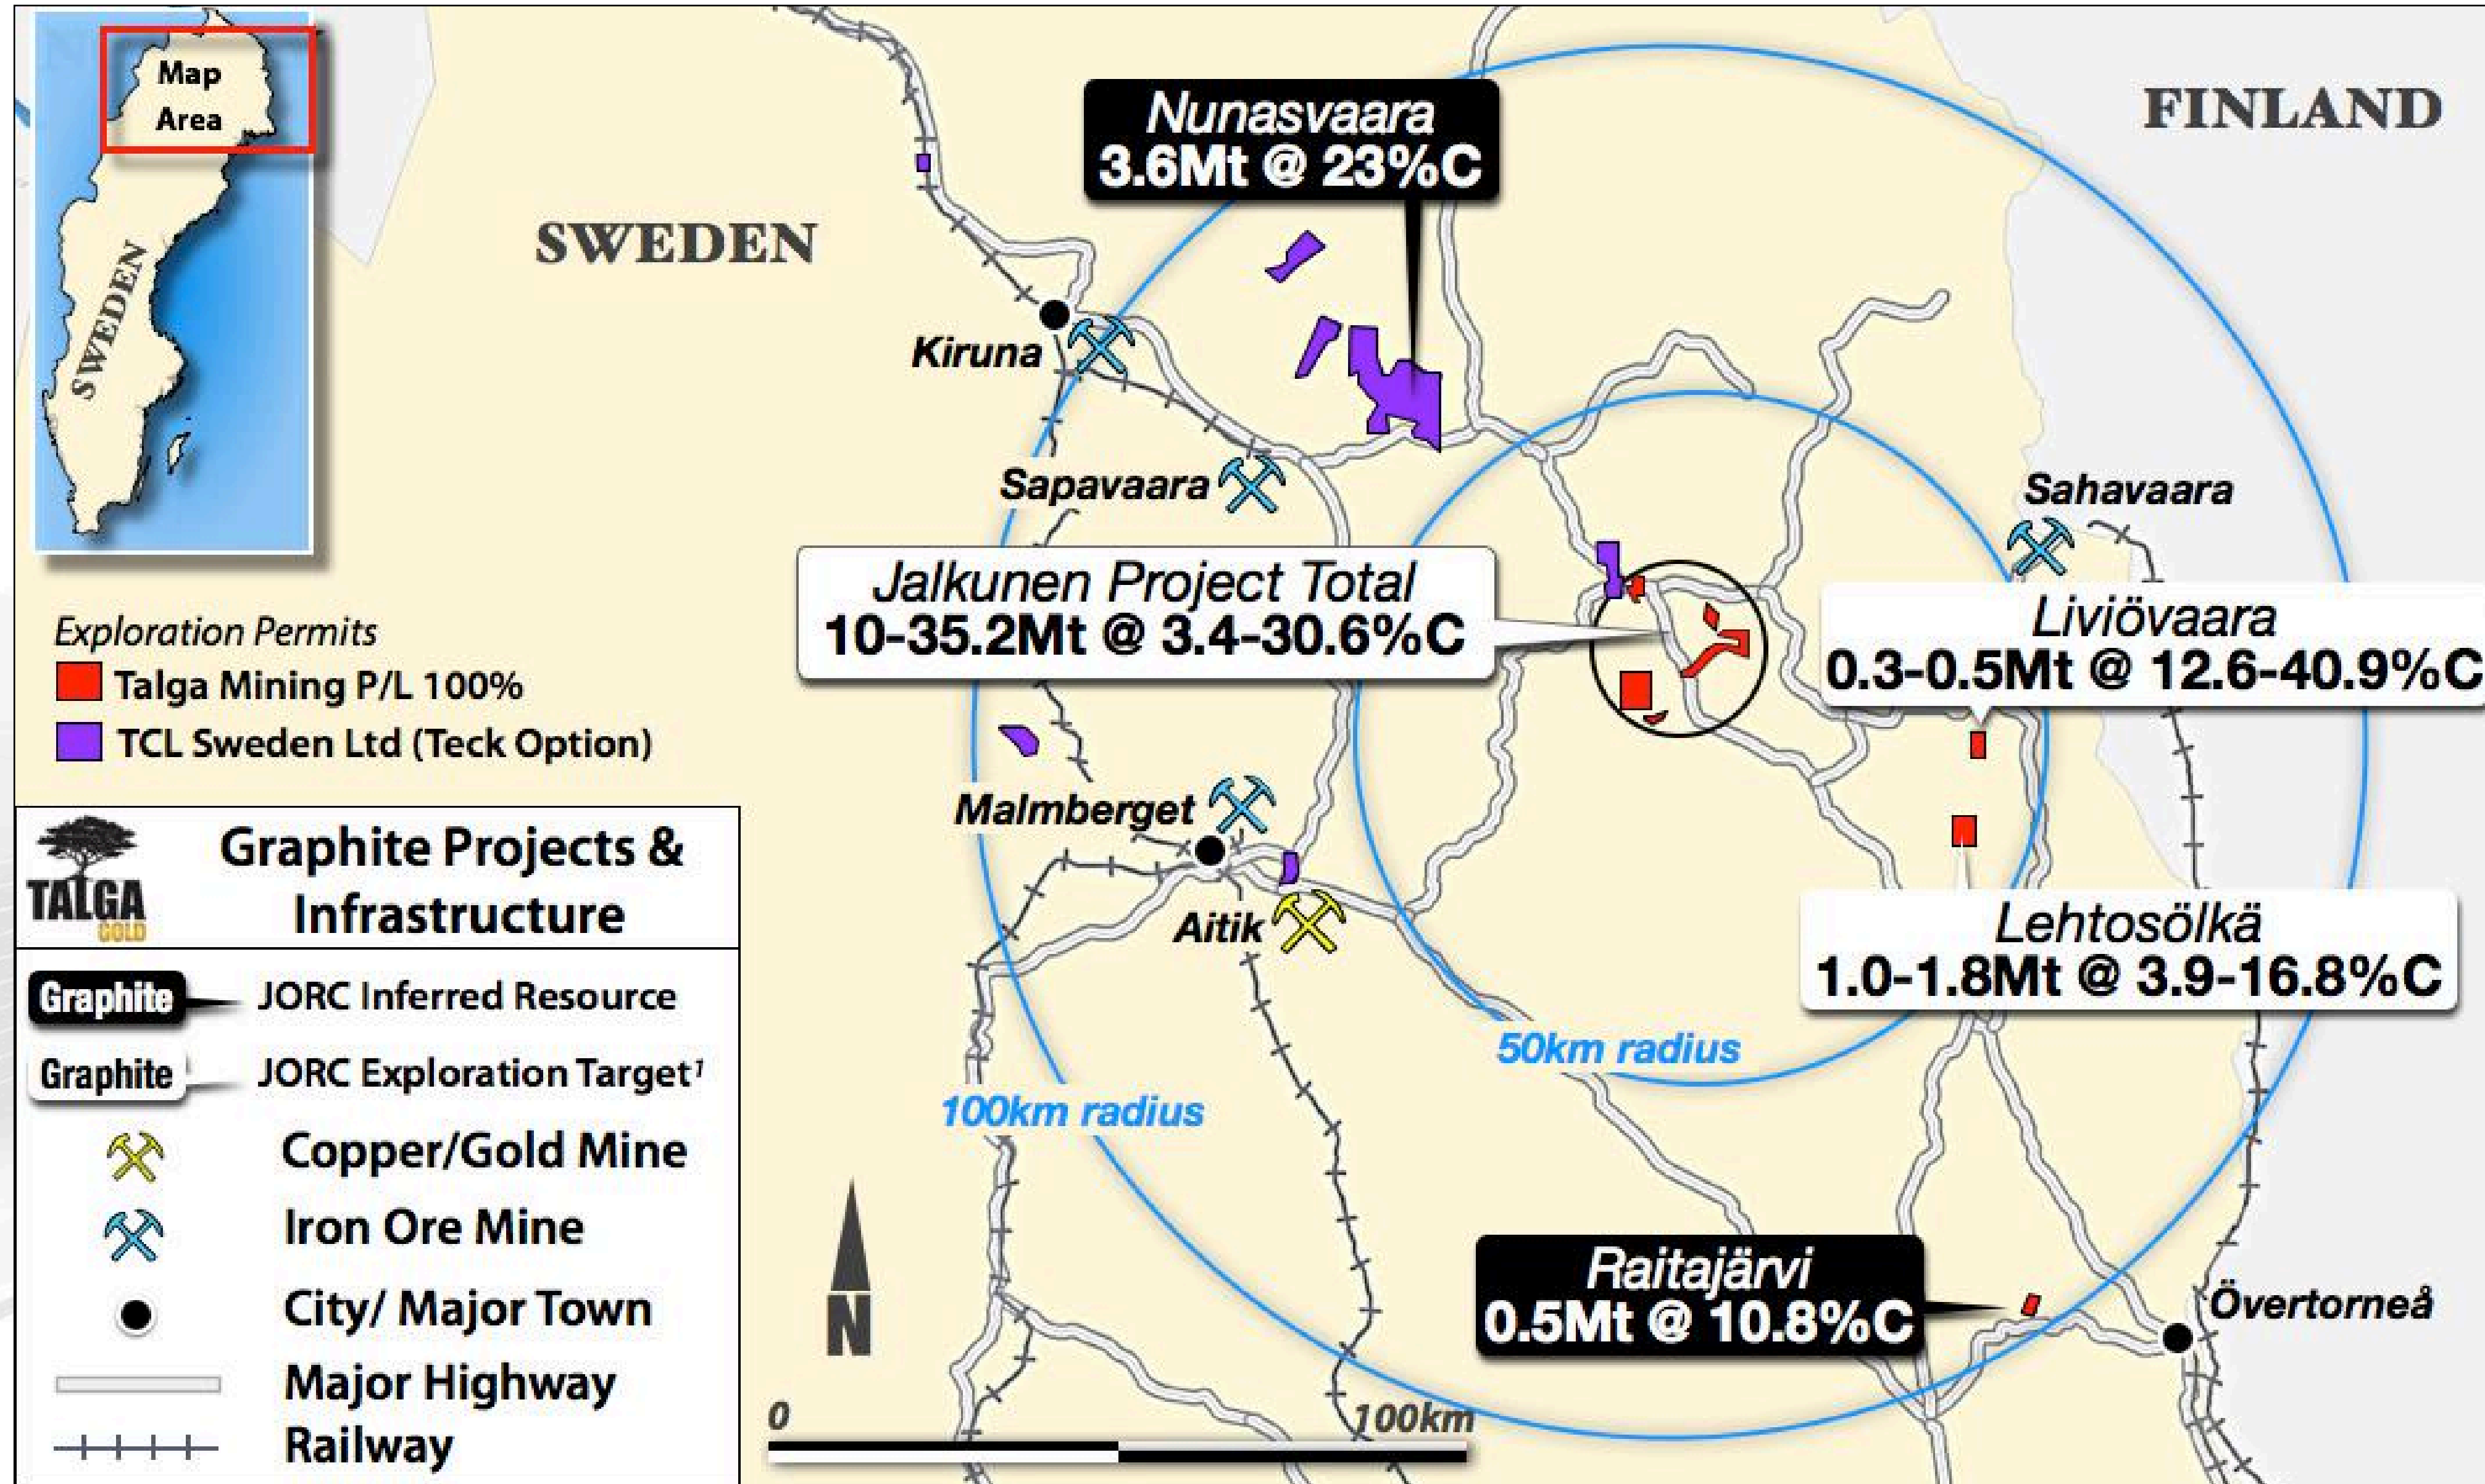 Map
Area
SWEDEN
SWEDEN
FINLAND
Nunasvaara
3.6Mt @ 23%C
Kiruna
Sapavaara
Sahavaara
Jalkunen Project Total
10-35.2Mt @ 3.4-30.6%C
Liviövaara
0.3-0.5Mt @ 12.6-40.9%C
Exploration Permits
Talga Mining P/L 100%
TCL Sweden Ltd (Teck Option)
Malmberget
Aitik
Lehtosölkä
1.0-1.8Mt @ 3.9-16.8%C
50km radius
100km radius
Raitajärvi
0.5Mt @ 10.8%C
Övertorneå
TALGA
GOLD
Graphite Projects &
Infrastructure
Graphite JORC Inferred Resource
Graphite JORC Exploration Target¹
Copper/Gold Mine
Iron Ore Mine
City/ Major Town
Major Highway
Railway
N
0 100km